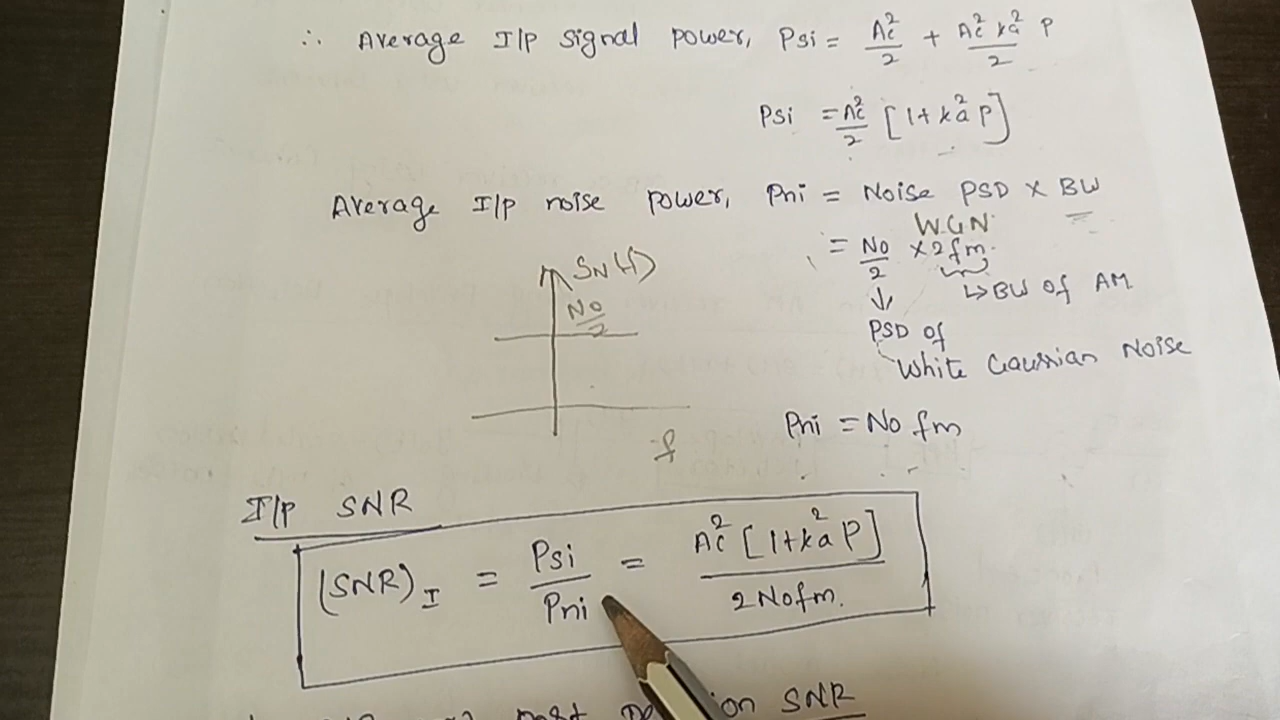 ∴ Average I/p signal power, Psi = Ac²/2 + Ac² ka²/2 P
Psi = Ac²/2 [1+ka² P]
Average I/p noise power, Pni = Noise PSD x BW
W.G.N
= No/2 x 2fm.
↳ BW of AM
↓
PSD of
White Gaussian Noise
SN(f)
No/2
f
Pni = No fm
I/p SNR
(SNR)I = Psi/Pni = Ac² [1+ka² P]/2Nofm.
SNR